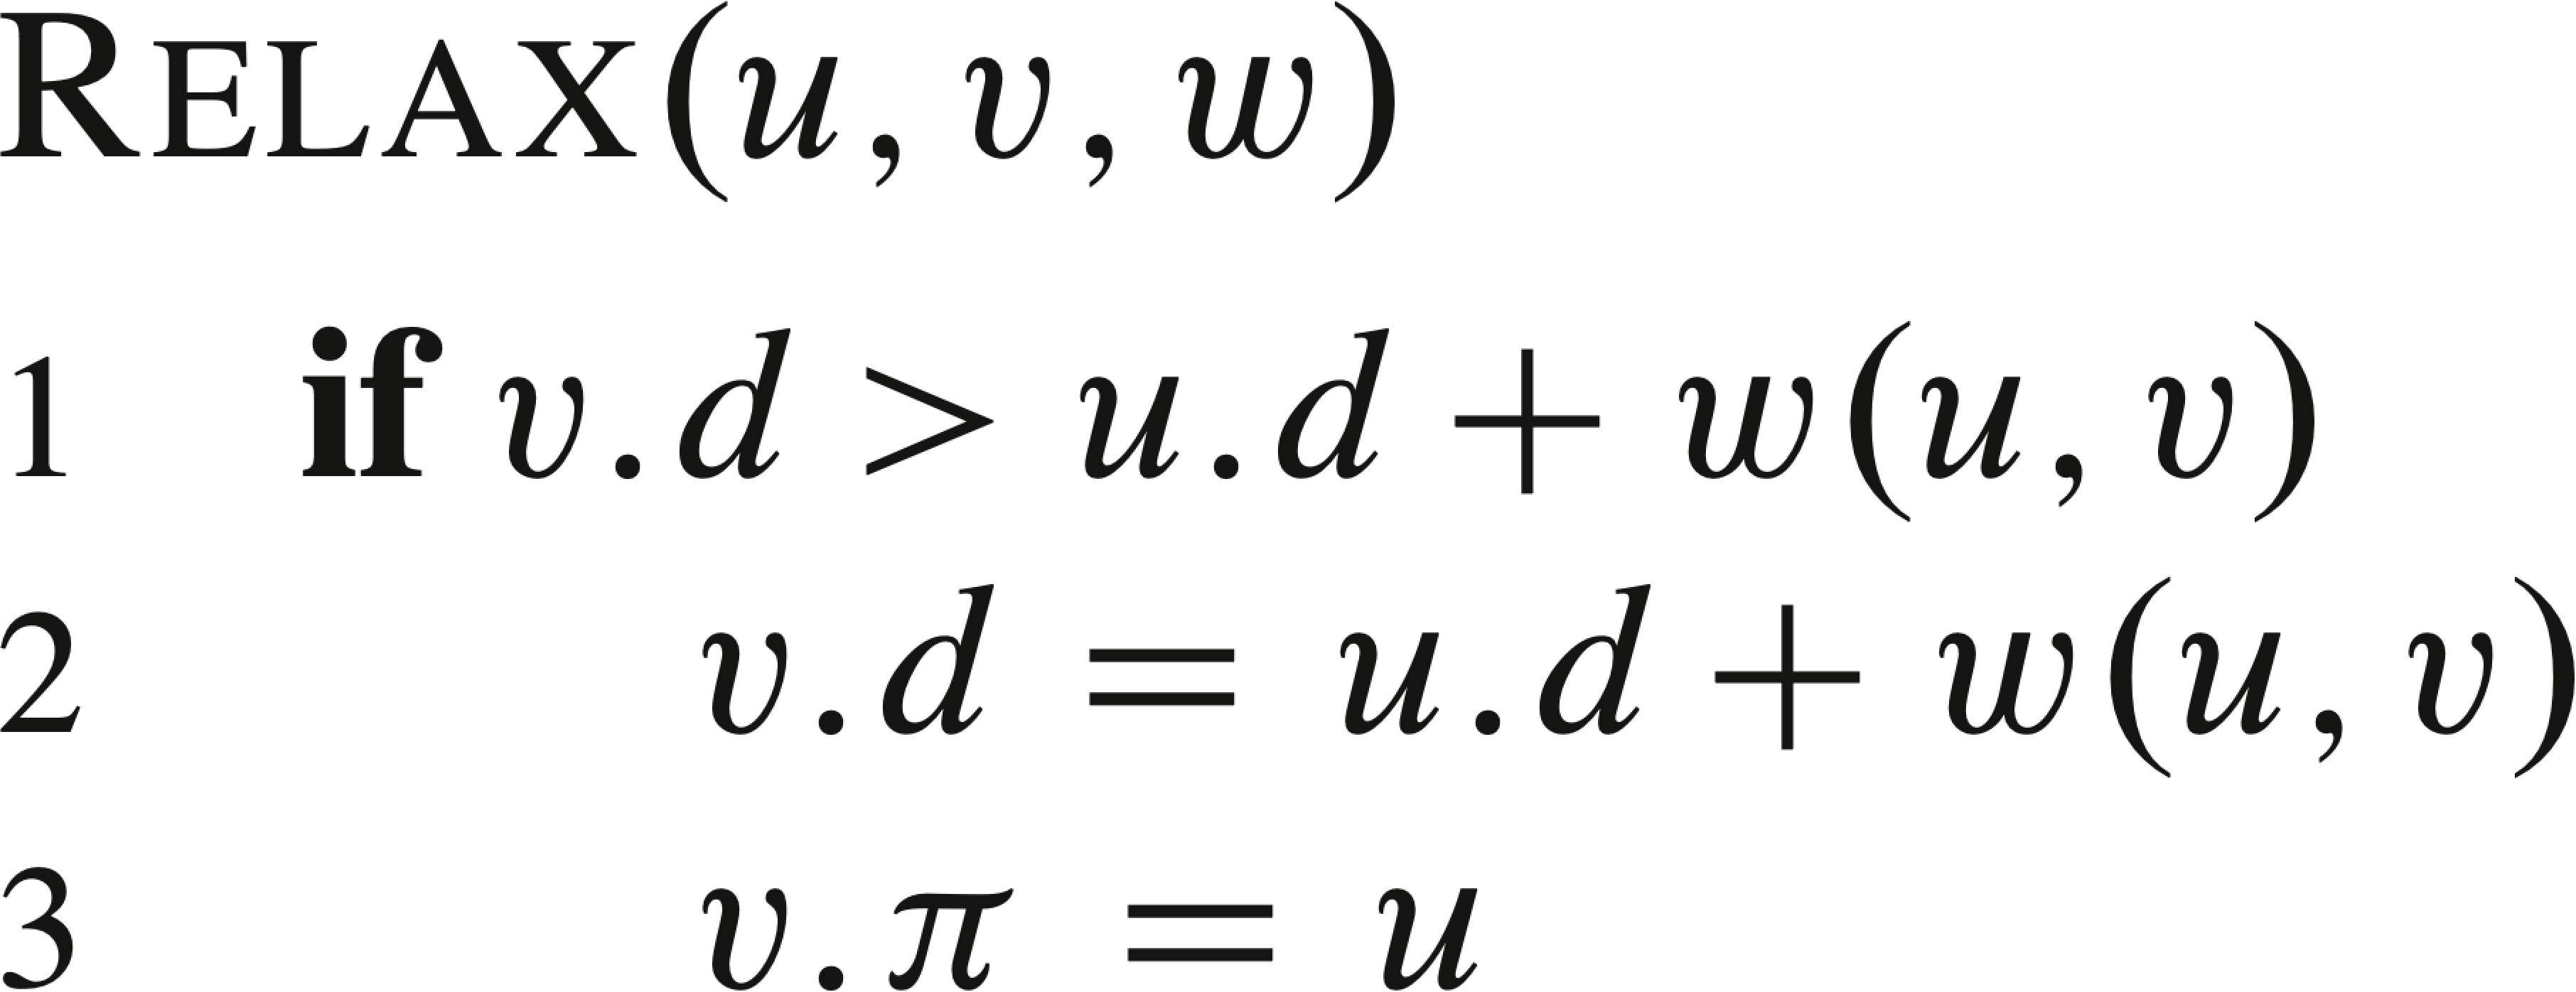 RELAX(u, v, w)
1 if v.d > u.d + w(u, v)
2 v.d = u.d + w(u, v)
3 v.π = u